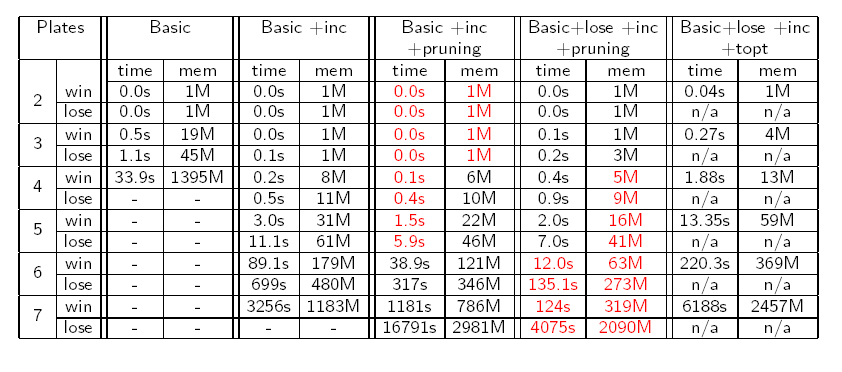 Plates Basic Basic +inc Basic +inc Basic+lose +inc Basic+lose +inc
+pruning +pruning +topt
time mem time mem time mem time mem time mem
2 win 0.0s 1M 0.0s 1M 0.0s 1M 0.0s 1M 0.04s 1M
lose 0.0s 1M 0.0s 1M 0.0s 1M 0.0s 1M n/a n/a
3 win 0.5s 19M 0.0s 1M 0.0s 1M 0.1s 1M 0.27s 4M
lose 1.1s 45M 0.1s 1M 0.0s 1M 0.2s 3M n/a n/a
4 win 33.9s 1395M 0.2s 8M 0.1s 6M 0.4s 5M 1.88s 13M
lose - - 0.5s 11M 0.4s 10M 0.9s 9M n/a n/a
5 win - - 3.0s 31M 1.5s 22M 2.0s 16M 13.35s 59M
lose - - 11.1s 61M 5.9s 46M 7.0s 41M n/a n/a
6 win - - 89.1s 179M 38.9s 121M 12.0s 63M 220.3s 369M
lose - - 699s 480M 317s 346M 135.1s 273M n/a n/a
7 win - - 3256s 1183M 1181s 786M 124s 319M 6188s 2457M
lose - - - - 16791s 2981M 4075s 2090M n/a n/a